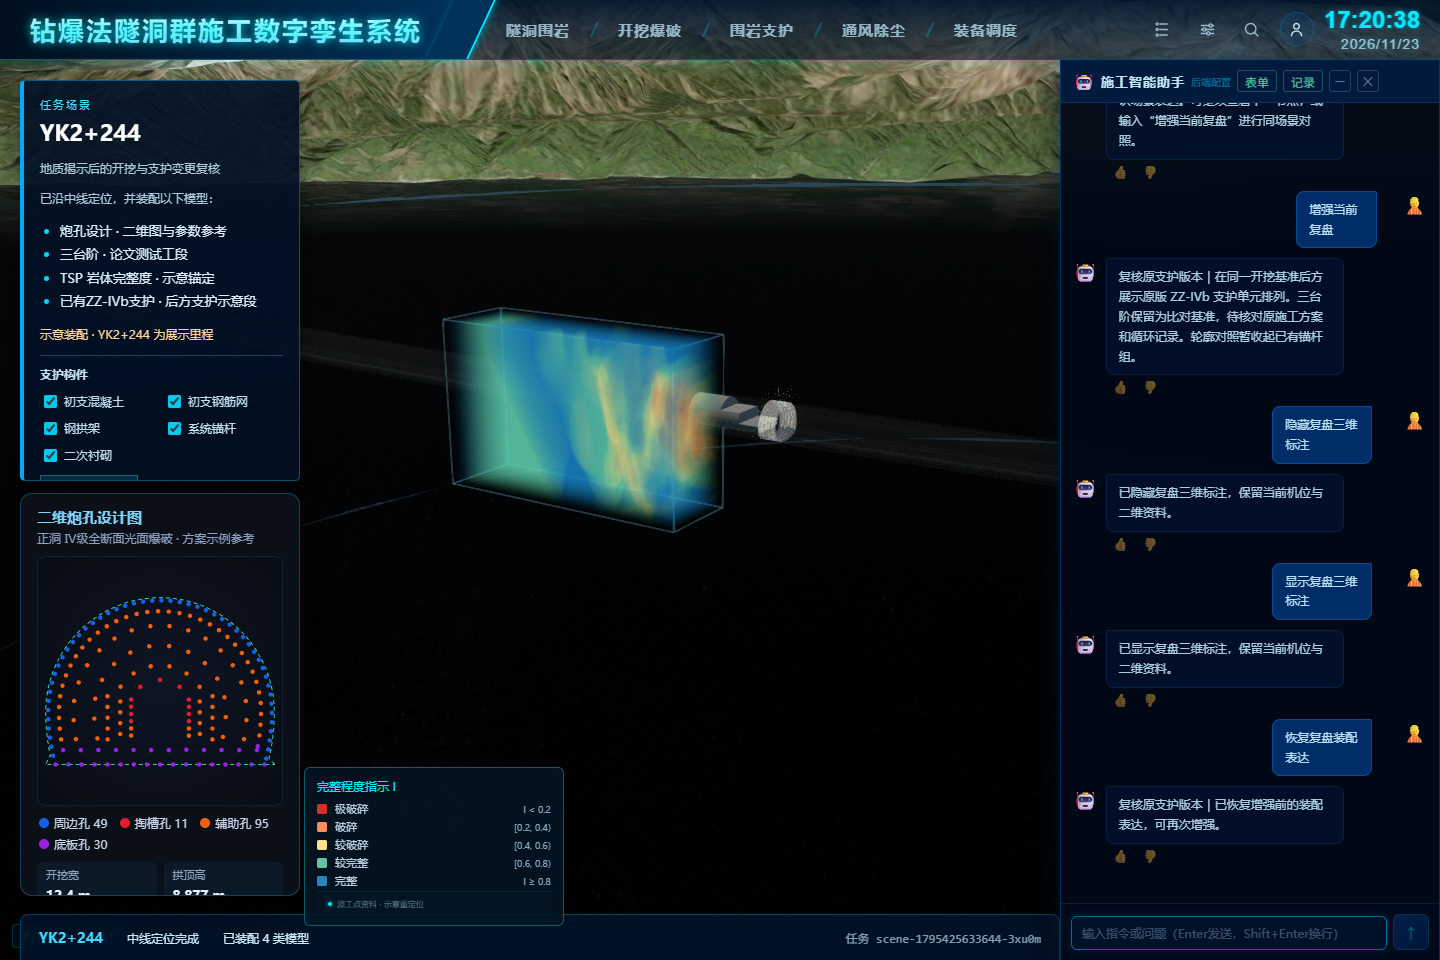 钻爆法隧洞群施工数字孪生系统
隧洞围岩 / 开挖爆破 / 围岩支护 / 通风除尘 / 装备调度
17:20:38
2026/11/23
任务场景
YK2+244
地质揭示后的开挖与支护变更复核
已沿中线定位，并装配以下模型：
炮孔设计 · 二维图与参数参考
三台阶 · 论文测试工段
TSP 岩体完整度 · 示意锚定
已有ZZ-IVb支护 · 后方支护示意段
示意装配 · YK2+244 为展示里程
支护构件
初支混凝土 初支钢筋网
钢拱架 系统锚杆
二次衬砌
二维炮孔设计图
正洞 IV级全断面光面爆破 · 方案示例参考
周边孔 49 掏槽孔 11 辅助孔 95
底板孔 30
开挖宽 拱顶高
12.4 m 8.877 m
完整程度指示 I
极破碎 I < 0.2
破碎 [0.2, 0.4)
较破碎 [0.4, 0.6)
较完整 [0.6, 0.8)
完整 I ≥ 0.8
源工点资料 · 示意重定位
YK2+244 中线定位完成 已装配 4 类模型 任务 scene-1795425633644-3xu0m
施工智能助手 后端配置 表单 记录
输入“增强当前复盘”进行同场景对
照。
增强当前
复盘
复核原支护版本｜在同一开挖基准后方
展示原版 ZZ-IVb 支护单元排列。三台
阶保留为比对基准，待核对原施工方案
和循环记录。轮廓对照暂收起已有锚杆
组。
隐藏复盘三维
标注
已隐藏复盘三维标注，保留当前机位与
二维资料。
显示复盘三维
标注
已显示复盘三维标注，保留当前机位与
二维资料。
恢复复盘装配
表达
复核原支护版本｜已恢复增强前的装配
表达，可再次增强。
输入指令或问题（Enter发送，Shift+Enter换行）